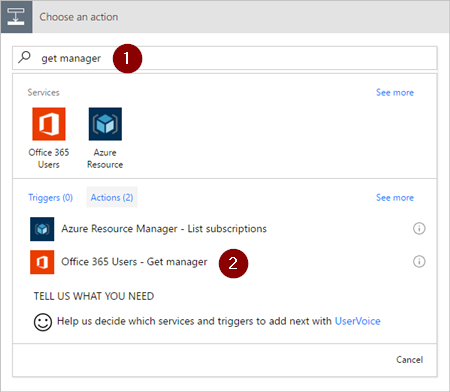 Choose an action
get manager
1
Services
See more
Office 365
Users
Azure
Resource
Triggers (0)
Actions (2)
See more
Azure Resource Manager - List subscriptions
Office 365 Users - Get manager
2
TELL US WHAT YOU NEED
Help us decide which services and triggers to add next with UserVoice
Cancel